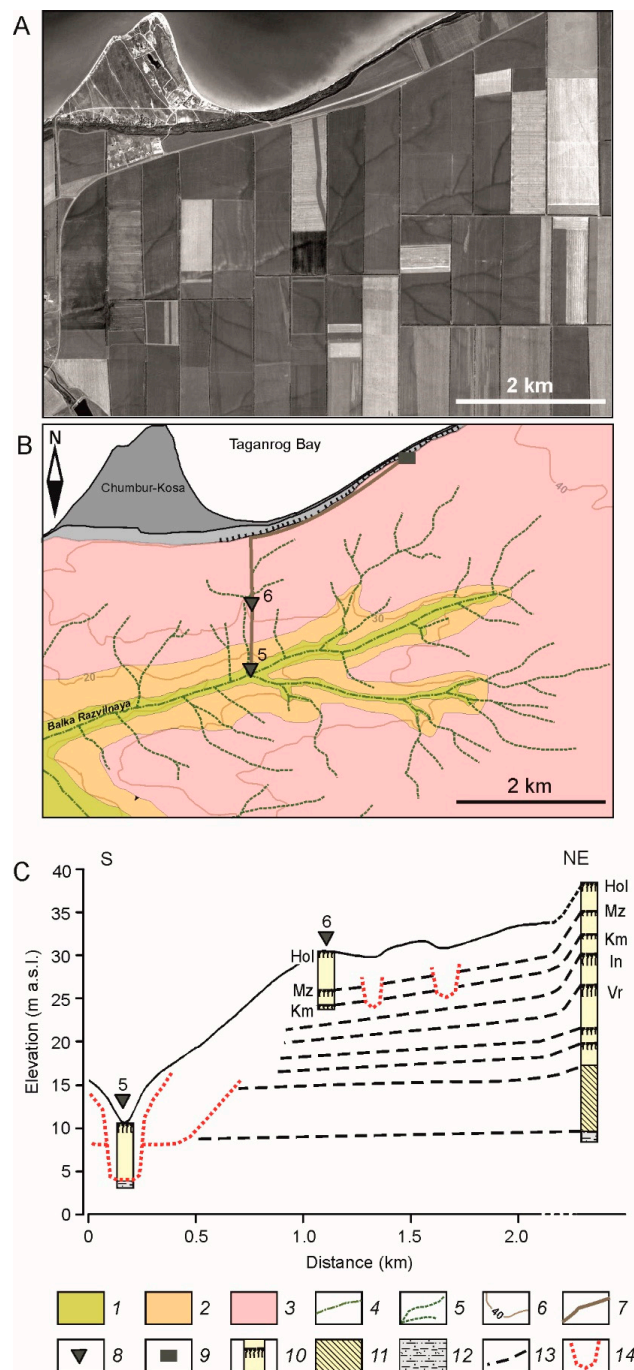 A
2 km
B
N
Taganrog Bay
Chumbur-Kosa
40
6
30
5
20
Balka Razvilnaya
2 km
C
S
NE
40
35
30
25
20
15
10
5
0
Elevation (m a.s.l.)
6
Hol
Mz
Km
5
Hol
Mz
Km
In
Vr
0
0.5
1.0
1.5
2.0
Distance (km)
1
2
3
4
5
40
6
7
8
9
10
11
12
13
14